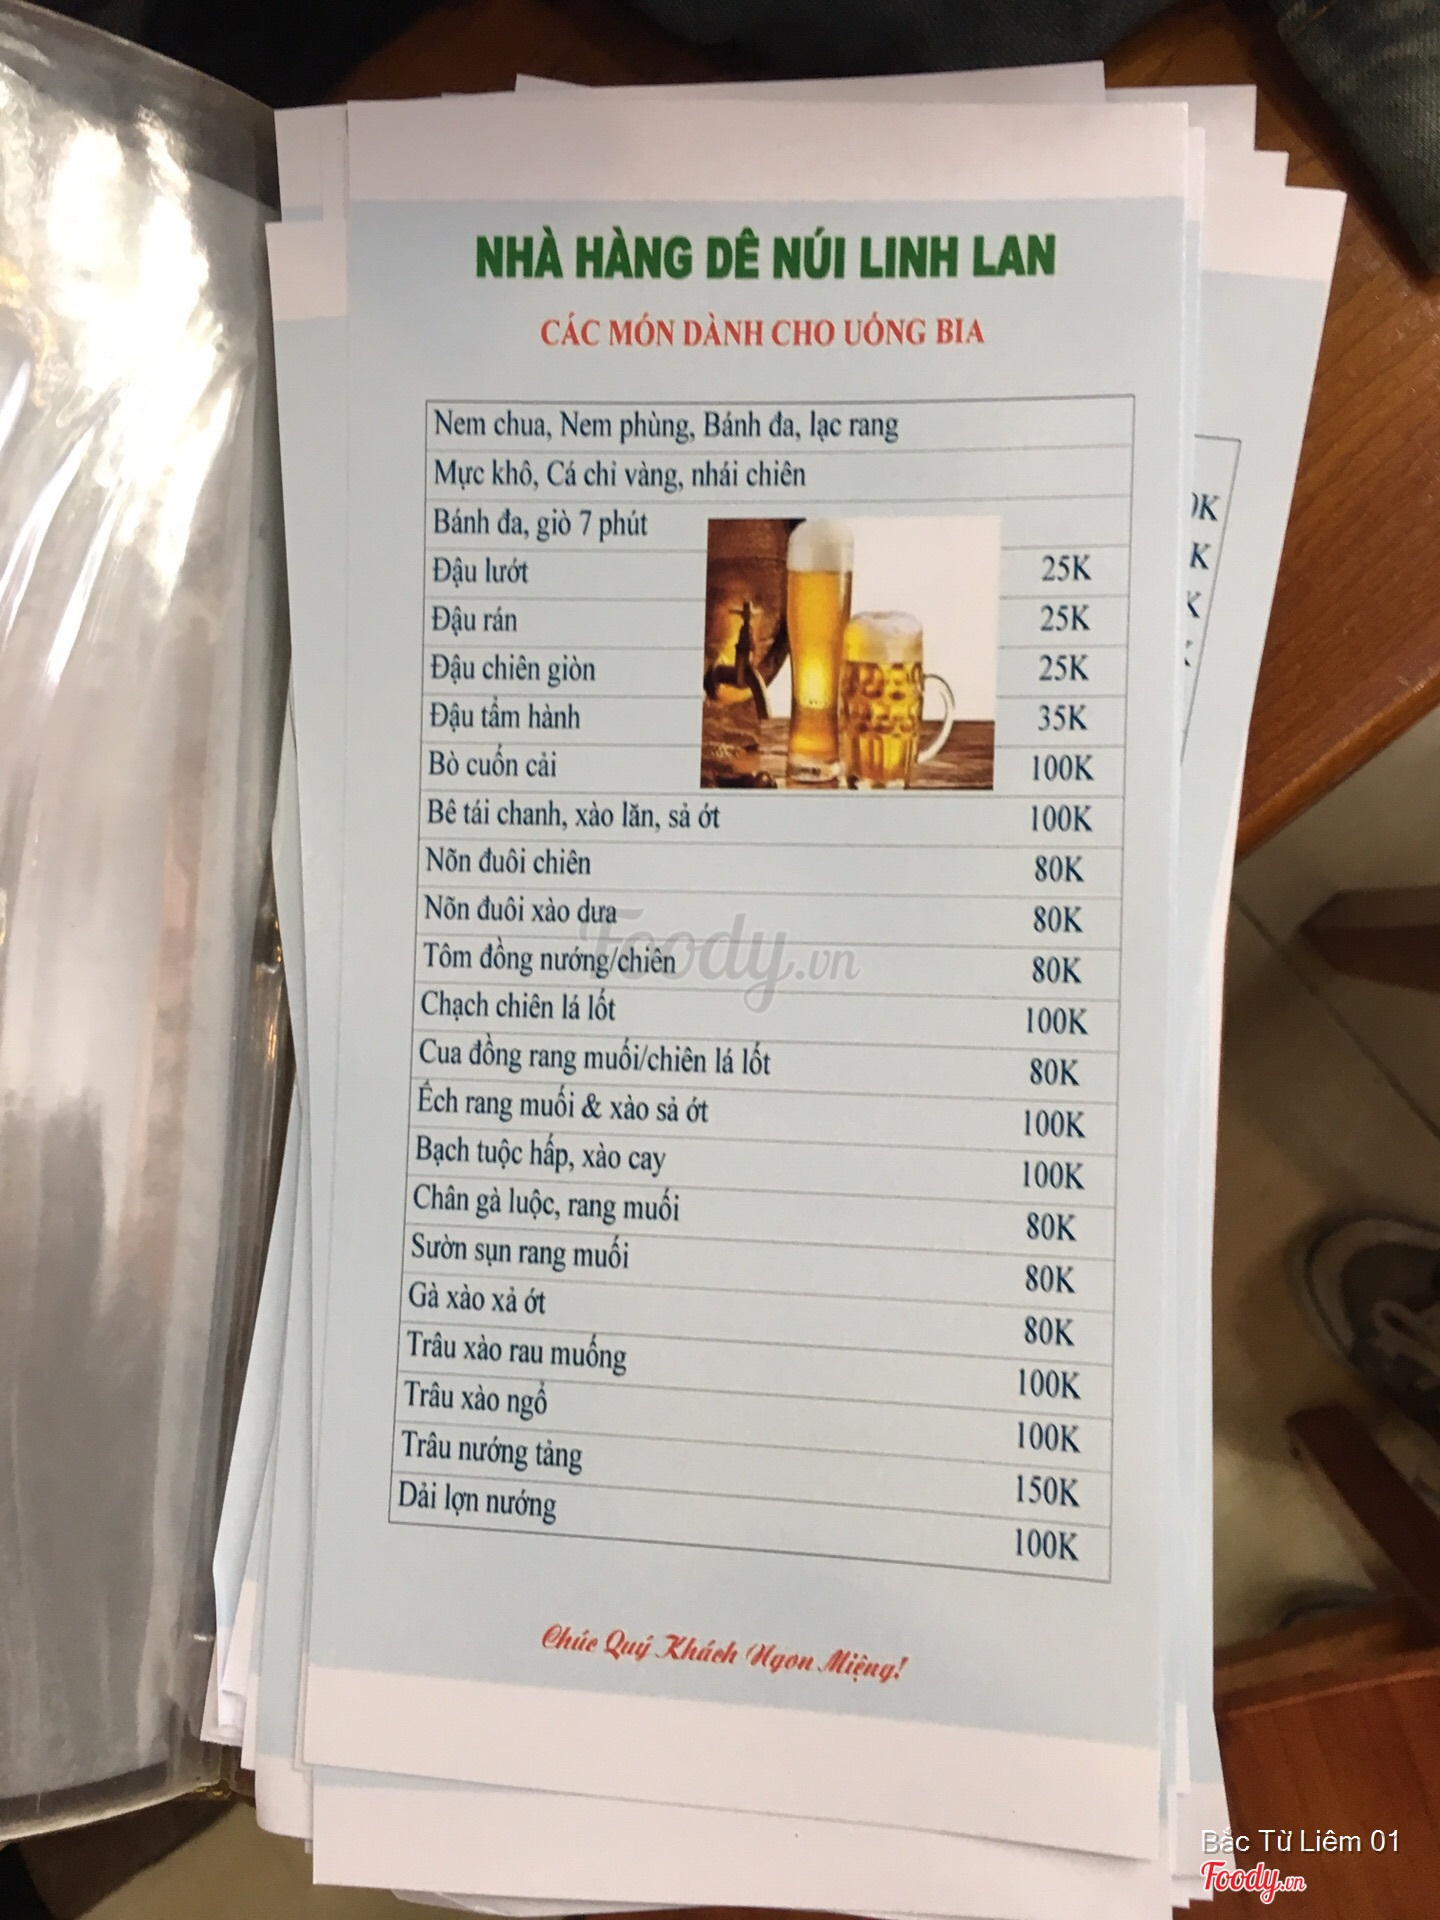 NHÀ HÀNG DÊ NÚI LINH LAN
CÁC MÓN DÀNH CHO UỐNG BIA
Nem chua, Nem phùng, Bánh đa, lạc rang
Mực khô, Cá chỉ vàng, nhái chiên
Bánh đa, giò 7 phút
Đậu lướt 25K
Đậu rán 25K
Đậu chiên giòn 25K
Đậu tẩm hành 35K
Bò cuốn cải 100K
Bê tái chanh, xào lăn, sả ớt 100K
Nõn đuôi chiên 80K
Nõn đuôi xào dưa 80K
Tôm đồng nướng/chiên 80K
Chạch chiên lá lốt 100K
Cua đồng rang muối/chiên lá lốt 80K
Ếch rang muối & xào sả ớt 100K
Bạch tuộc hấp, xào cay 100K
Chân gà luộc, rang muối 80K
Sườn sụn rang muối 80K
Gà xào xả ớt 80K
Trâu xào rau muống 100K
Trâu xào ngổ 100K
Trâu nướng tảng 150K
Dải lợn nướng 100K
Chúc Quý Khách Ngon Miệng!
Foody.vn
Bắc Từ Liêm 01
Foody.vn